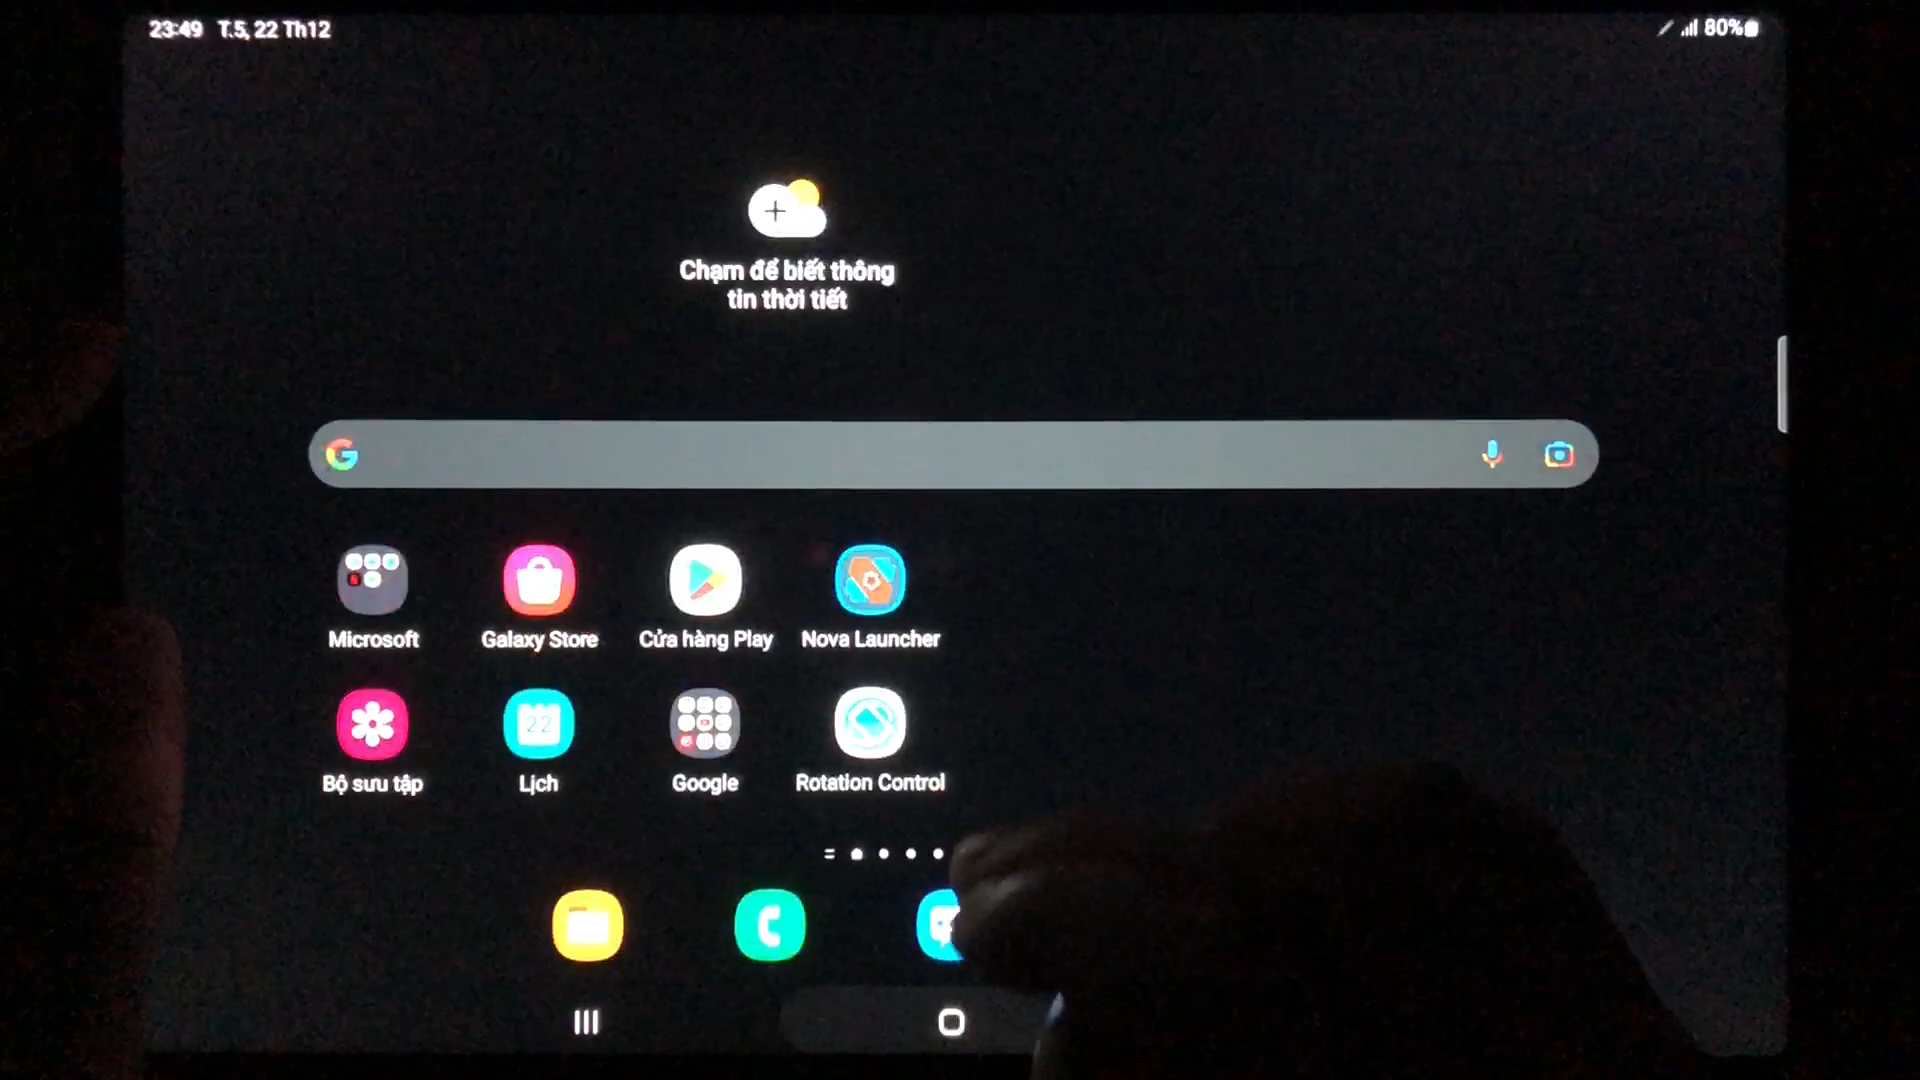 23:49 T.5, 22 Th12
80%
Chạm để biết thông
tin thời tiết
Microsoft
Galaxy Store
Cửa hàng Play
Nova Launcher
22
Bộ sưu tập
Lịch
Google
Rotation Control